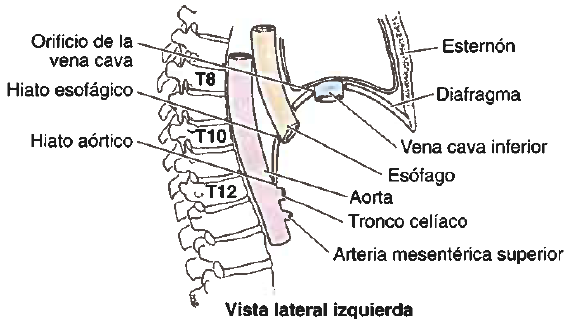 Orificio de la
vena cava
T8
Hiato esofágico
T10
Hiato aórtico
T12
Esternón
Diafragma
Vena cava inferior
Esófago
Aorta
Tronco celíaco
Arteria mesentérica superior
Vista lateral izquierda